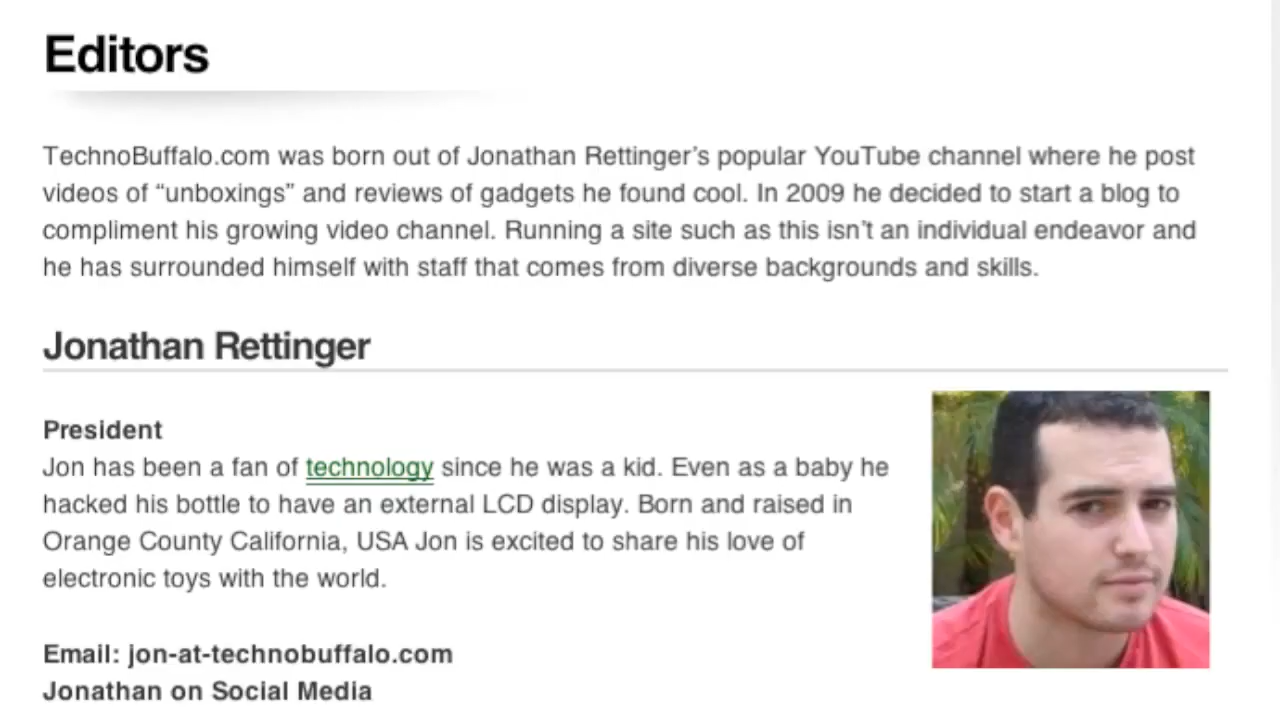 Editors
TechnoBuffalo.com was born out of Jonathan Rettinger’s popular YouTube channel where he post
videos of “unboxings” and reviews of gadgets he found cool. In 2009 he decided to start a blog to
compliment his growing video channel. Running a site such as this isn’t an individual endeavor and
he has surrounded himself with staff that comes from diverse backgrounds and skills.
Jonathan Rettinger
President
Jon has been a fan of technology since he was a kid. Even as a baby he
hacked his bottle to have an external LCD display. Born and raised in
Orange County California, USA Jon is excited to share his love of
electronic toys with the world.
Email: jon-at-technobuffalo.com
Jonathan on Social Media